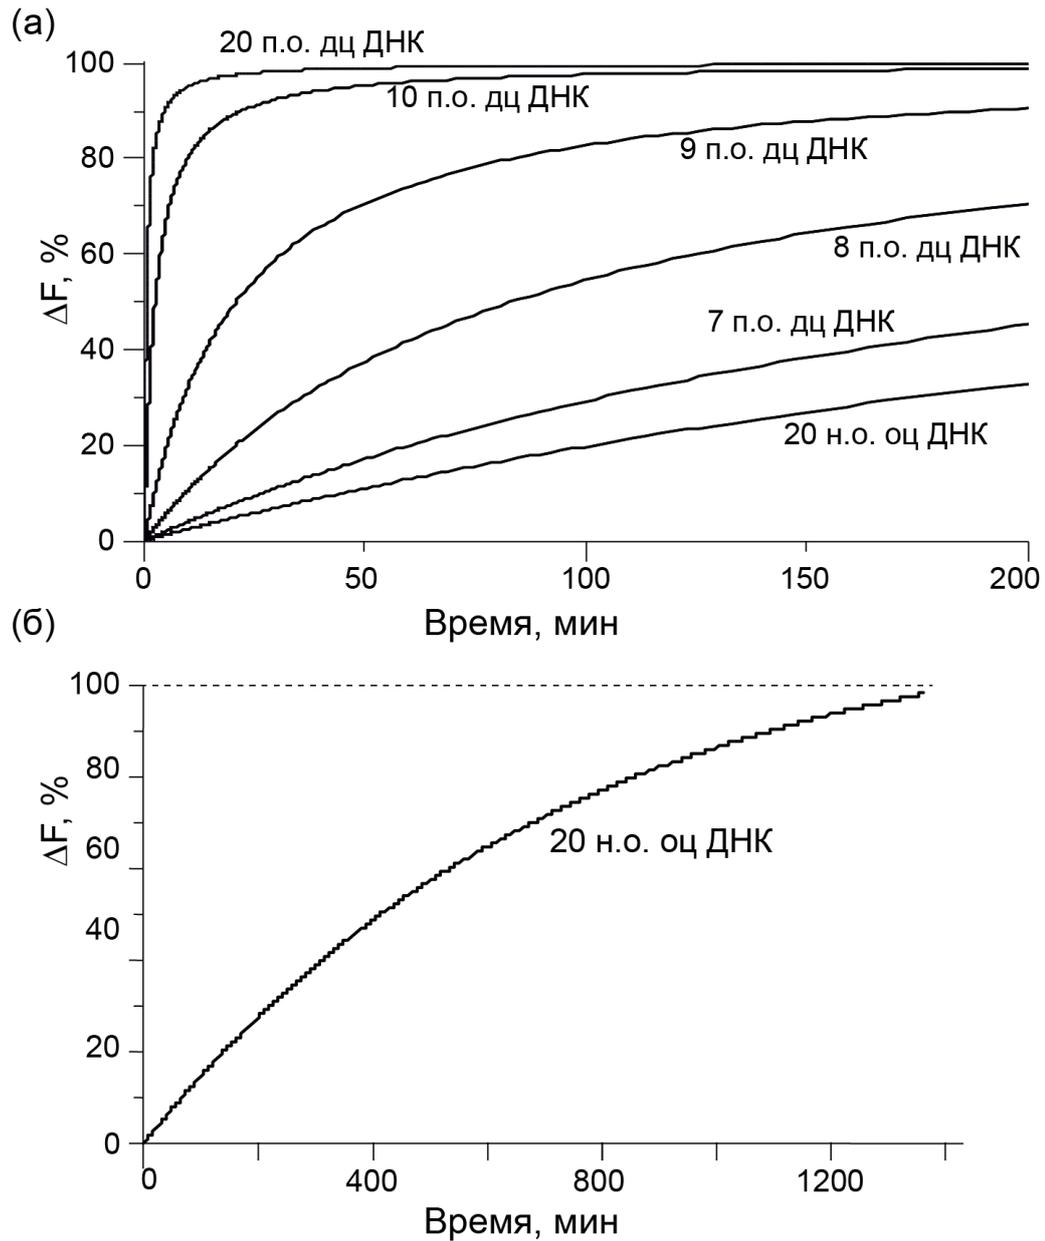 (а)
20 п.о. дц ДНК
100
10 п.о. дц ДНК
80
9 п.о. дц ДНК
60
8 п.о. дц ДНК
ΔF, %
40
7 п.о. дц ДНК
20
20 н.о. оц ДНК
0
0 50 100 150 200
Время, мин
(б)
100
80
ΔF, %
60
20 н.о. оц ДНК
40
20
0
0 400 800 1200
Время, мин